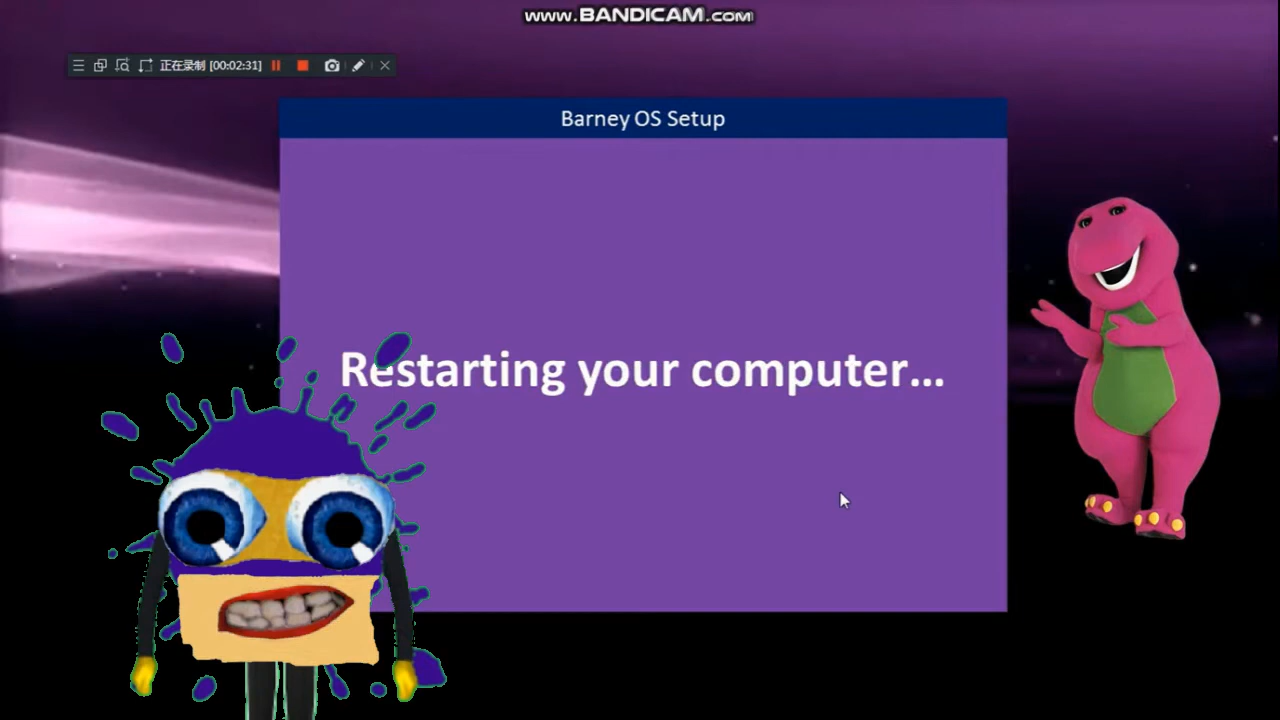 www.BANDICAM.com
正在录制 [00:02:31]
Barney OS Setup
Restarting your computer...